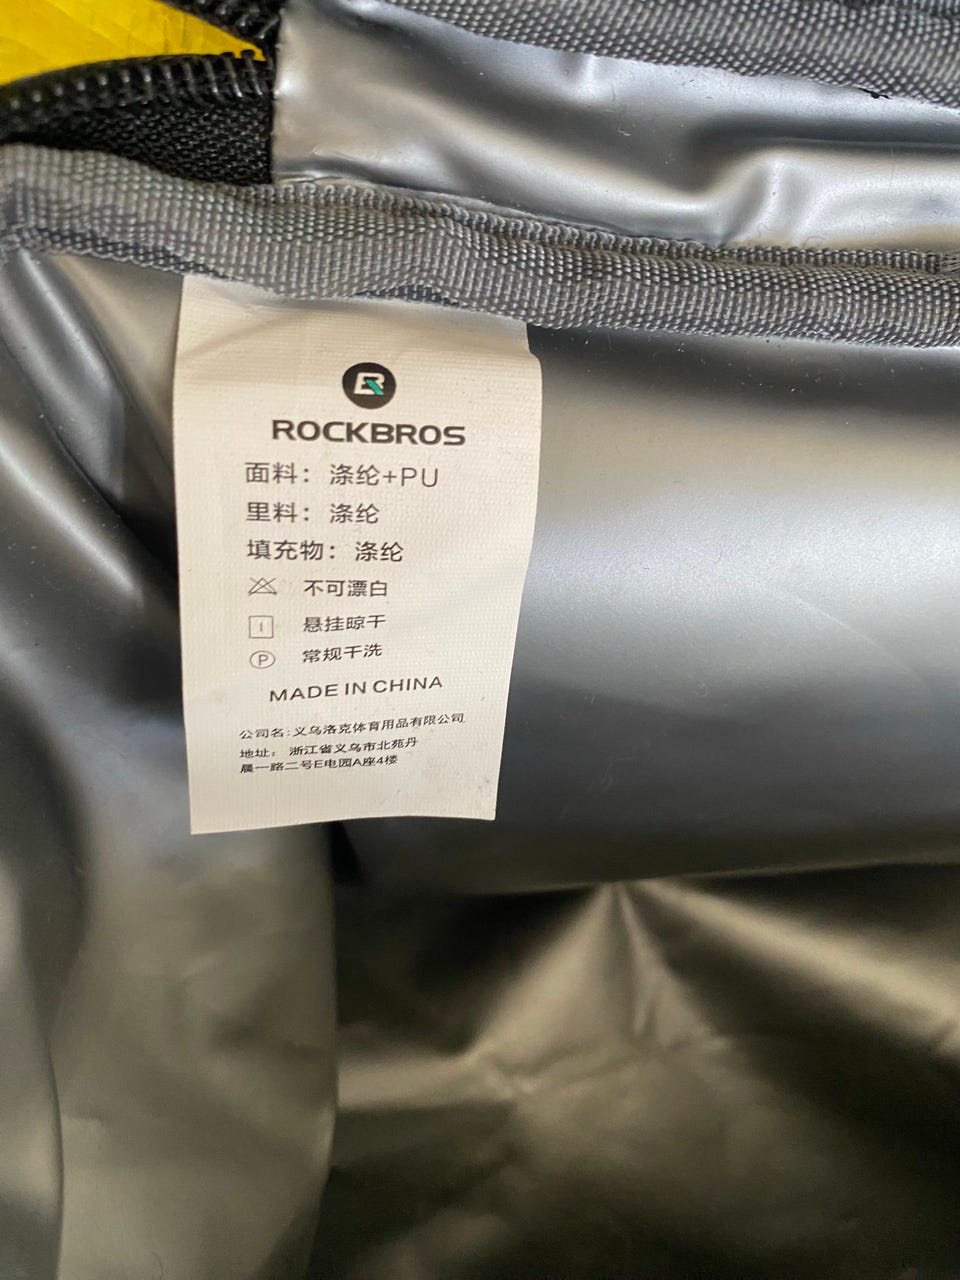 ROCKBROS
面料：涤纶+PU
里料：涤纶
填充物：涤纶
不可漂白
悬挂晾干
P 常规干洗
MADE IN CHINA
公司名：义乌洛克体育用品有限公司
地址：浙江省义乌市北苑丹
晨一路二号E电园A座4楼